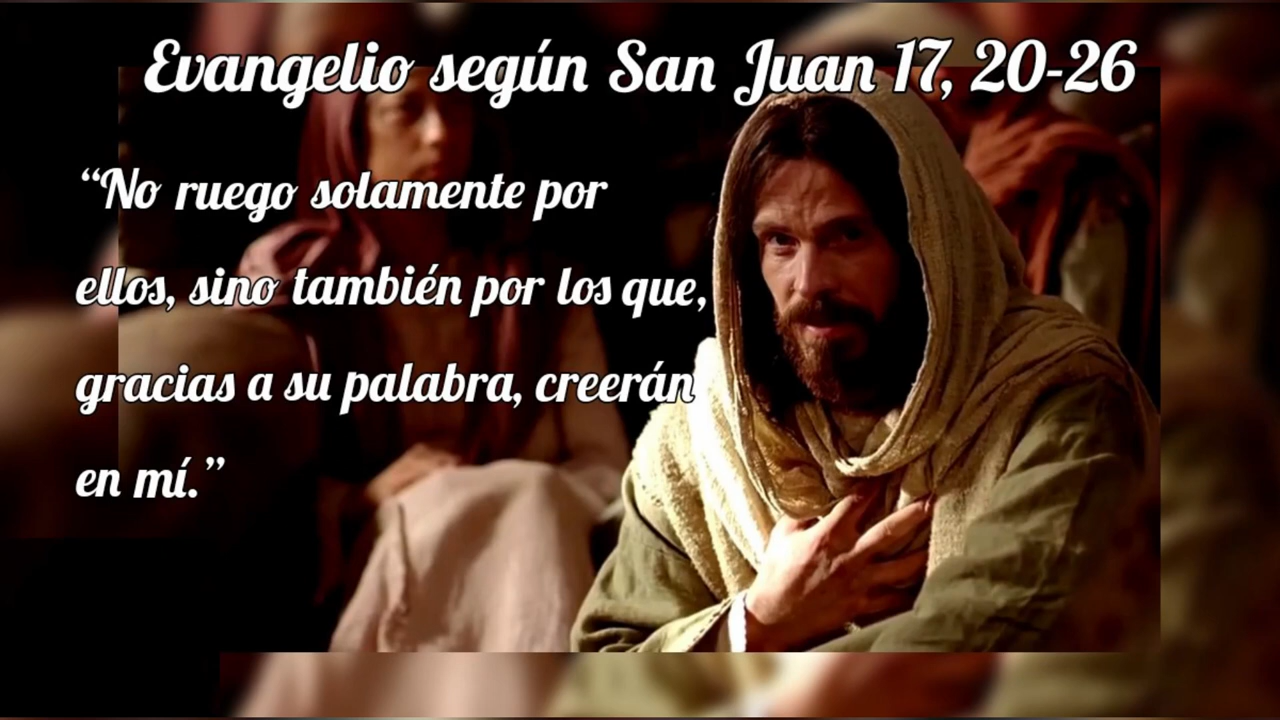 Evangelio según San Juan 17, 20-26
“No ruego solamente por
ellos, sino también por los que,
gracias a su palabra, creerán
en mí.”